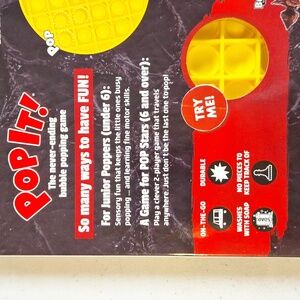 POP
POP IT!
The never-ending
bubble popping game
So many ways to have FUN!
For Junior Poppers (under 6):
Sensory fun that keeps the little ones busy
popping ... and learning fine motor skills.
A Game for POP Stars (6 and over):
Play a clever 2-player game that travels
anywhere. Just don't be the last one to pop!
TRY
ME!
ON-THE-GO
DURABLE
WASHES
WITH SOAP
NO PIECES TO
KEEP TRACK OF